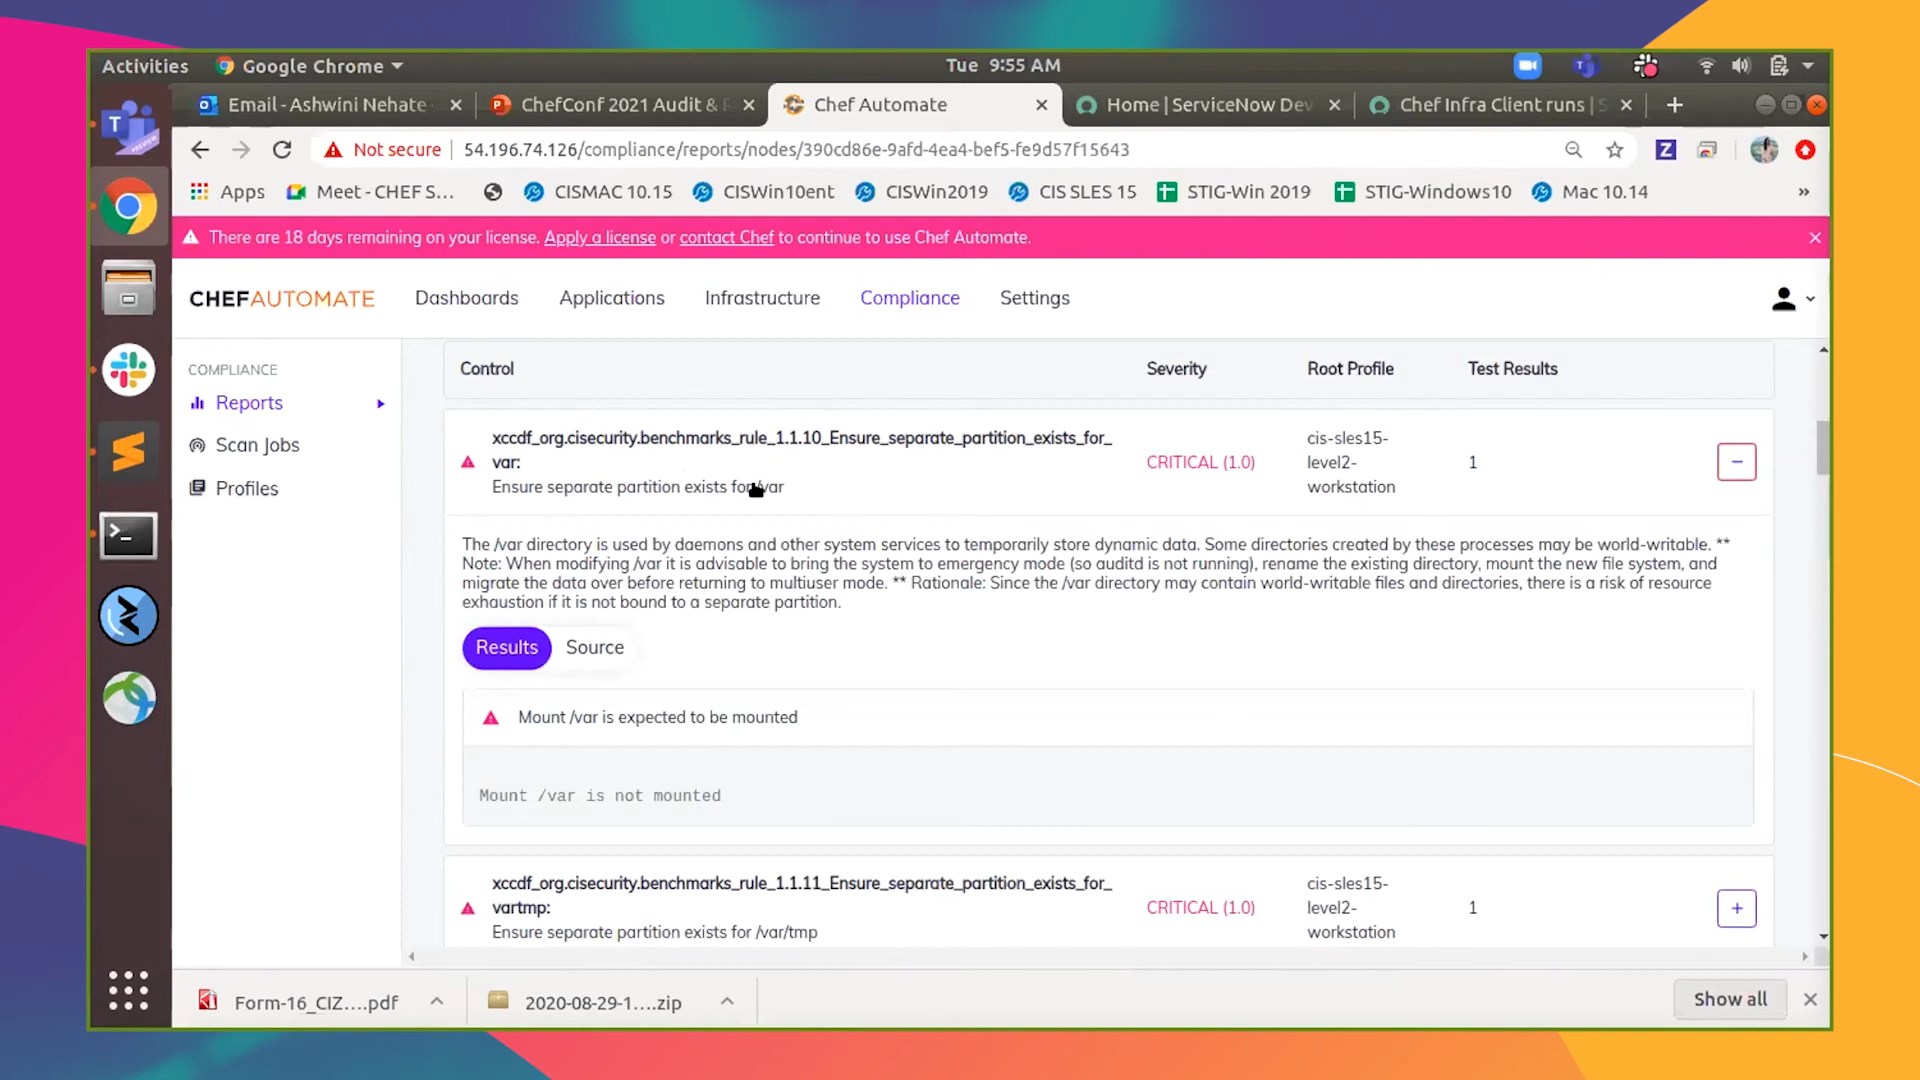 Activities
Google Chrome
Tue 9:55 AM
Email - Ashwini Nehate
ChefConf 2021 Audit &
Chef Automate
Home | ServiceNow Dev
Chef Infra Client runs | S
Not secure
54.196.74.126/compliance/reports/nodes/390cd86e-9afd-4ea4-bef5-fe9d57f15643
Apps
Meet - CHEF S...
CISMAC 10.15
CISWin10ent
CISWin2019
CIS SLES 15
STIG-Win 2019
STIG-Windows10
Mac 10.14
»
There are 18 days remaining on your license. Apply a license or contact Chef to continue to use Chef Automate.
CHEFAUTOMATE
Dashboards
Applications
Infrastructure
Compliance
Settings
COMPLIANCE
Reports
Scan Jobs
Profiles
Control
Severity
Root Profile
Test Results
xccdf_org.cisecurity.benchmarks_rule_1.1.10_Ensure_separate_partition_exists_for_
var:
Ensure separate partition exists for /var
CRITICAL (1.0)
cis-sles15-
level2-
workstation
1
The /var directory is used by daemons and other system services to temporarily store dynamic data. Some directories created by these processes may be world-writable. **
Note: When modifying /var it is advisable to bring the system to emergency mode (so auditd is not running), rename the existing directory, mount the new file system, and
migrate the data over before returning to multiuser mode. ** Rationale: Since the /var directory may contain world-writable files and directories, there is a risk of resource
exhaustion if it is not bound to a separate partition.
Results
Source
Mount /var is expected to be mounted
Mount /var is not mounted
xccdf_org.cisecurity.benchmarks_rule_1.1.11_Ensure_separate_partition_exists_for_
vartmp:
Ensure separate partition exists for /var/tmp
CRITICAL (1.0)
cis-sles15-
level2-
workstation
1
Form-16_CIZ....pdf
2020-08-29-1....zip
Show all